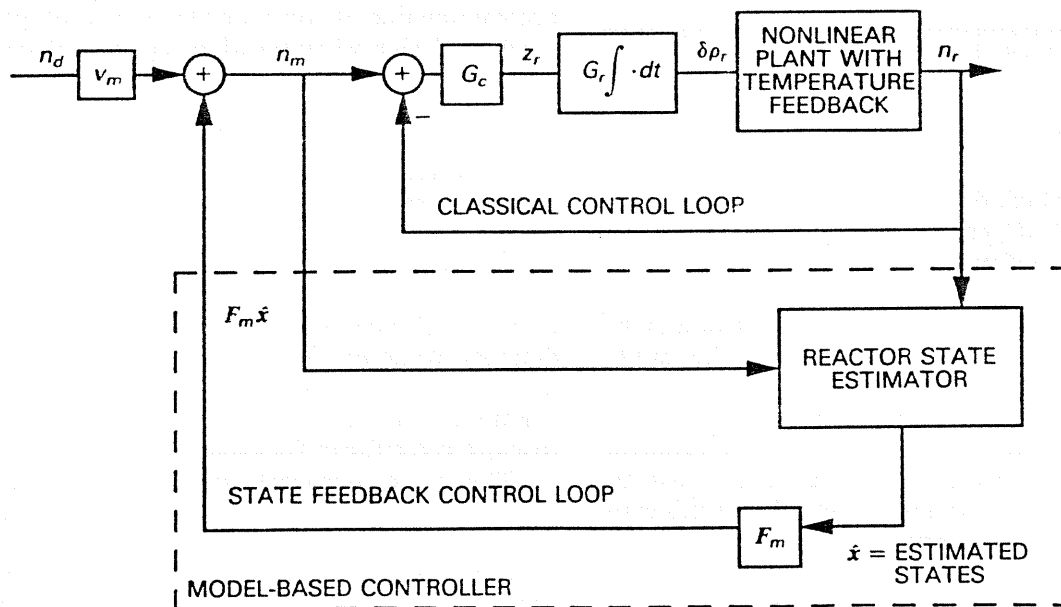 n_d
v_m
+
n_m
+
−
G_c
z_r
G_r ∫ · dt
δρ_r
NONLINEAR
PLANT WITH
TEMPERATURE
FEEDBACK
n_r
CLASSICAL CONTROL LOOP
F_m x̂
REACTOR STATE
ESTIMATOR
STATE FEEDBACK CONTROL LOOP
F_m
x̂ = ESTIMATED
STATES
MODEL-BASED CONTROLLER